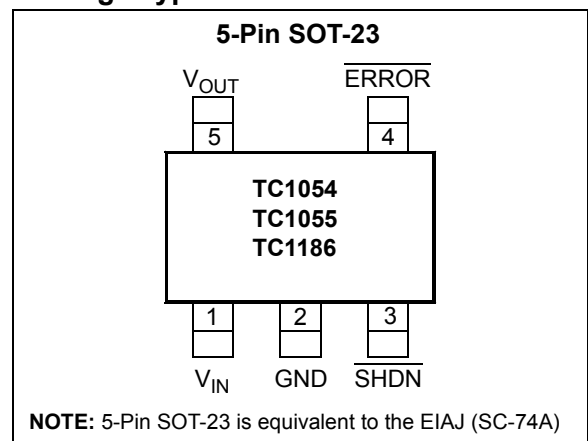 5-Pin SOT-23
VOUT ERROR
5 4
TC1054
TC1055
TC1186
1 2 3
VIN GND SHDN
NOTE: 5-Pin SOT-23 is equivalent to the EIAJ (SC-74A)